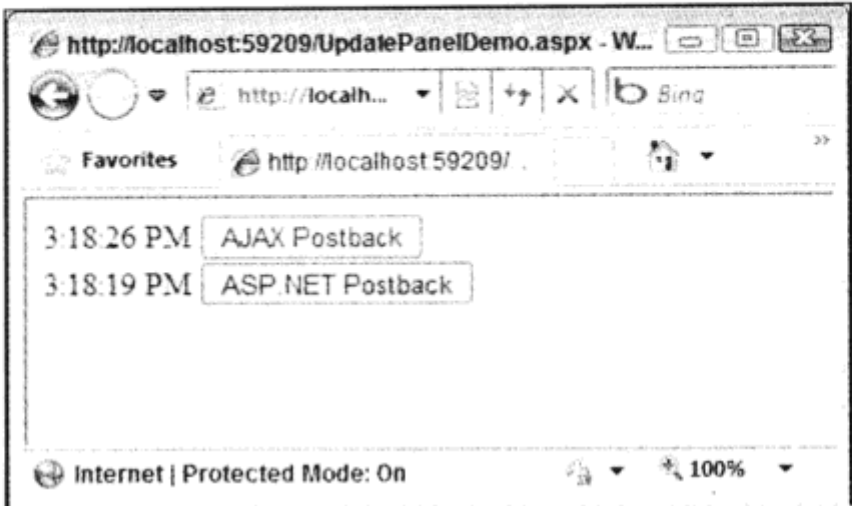 http://localhost:59209/UpdatePanelDemo.aspx - W...
http://localh... Bing
Favorites http://localhost:59209/ ...
3:18:26 PM AJAX Postback
3:18:19 PM ASP.NET Postback
Internet | Protected Mode: On 100%